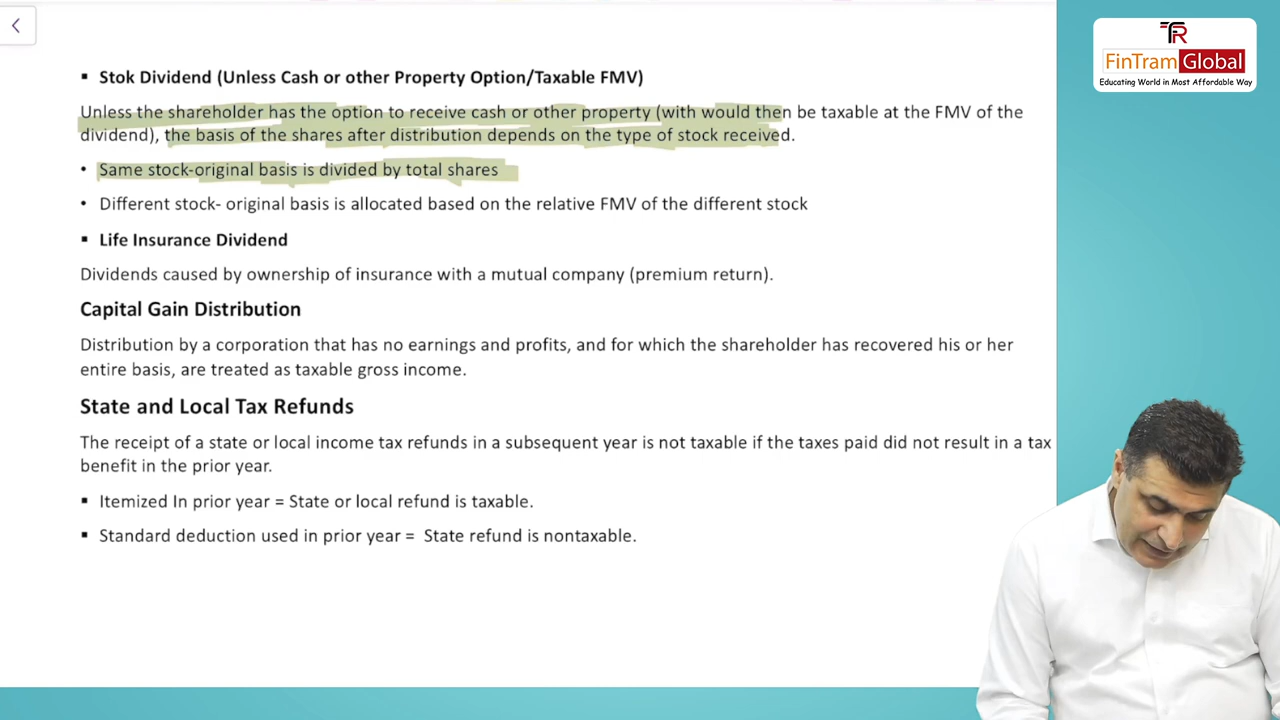 FR
FinTram Global
Educating World in Most Affordable Way
▪ Stok Dividend (Unless Cash or other Property Option/Taxable FMV)
Unless the shareholder has the option to receive cash or other property (with would then be taxable at the FMV of the
dividend), the basis of the shares after distribution depends on the type of stock received.
• Same stock-original basis is divided by total shares
• Different stock- original basis is allocated based on the relative FMV of the different stock
▪ Life Insurance Dividend
Dividends caused by ownership of insurance with a mutual company (premium return).
Capital Gain Distribution
Distribution by a corporation that has no earnings and profits, and for which the shareholder has recovered his or her
entire basis, are treated as taxable gross income.
State and Local Tax Refunds
The receipt of a state or local income tax refunds in a subsequent year is not taxable if the taxes paid did not result in a tax
benefit in the prior year.
▪ Itemized In prior year = State or local refund is taxable.
▪ Standard deduction used in prior year = State refund is nontaxable.